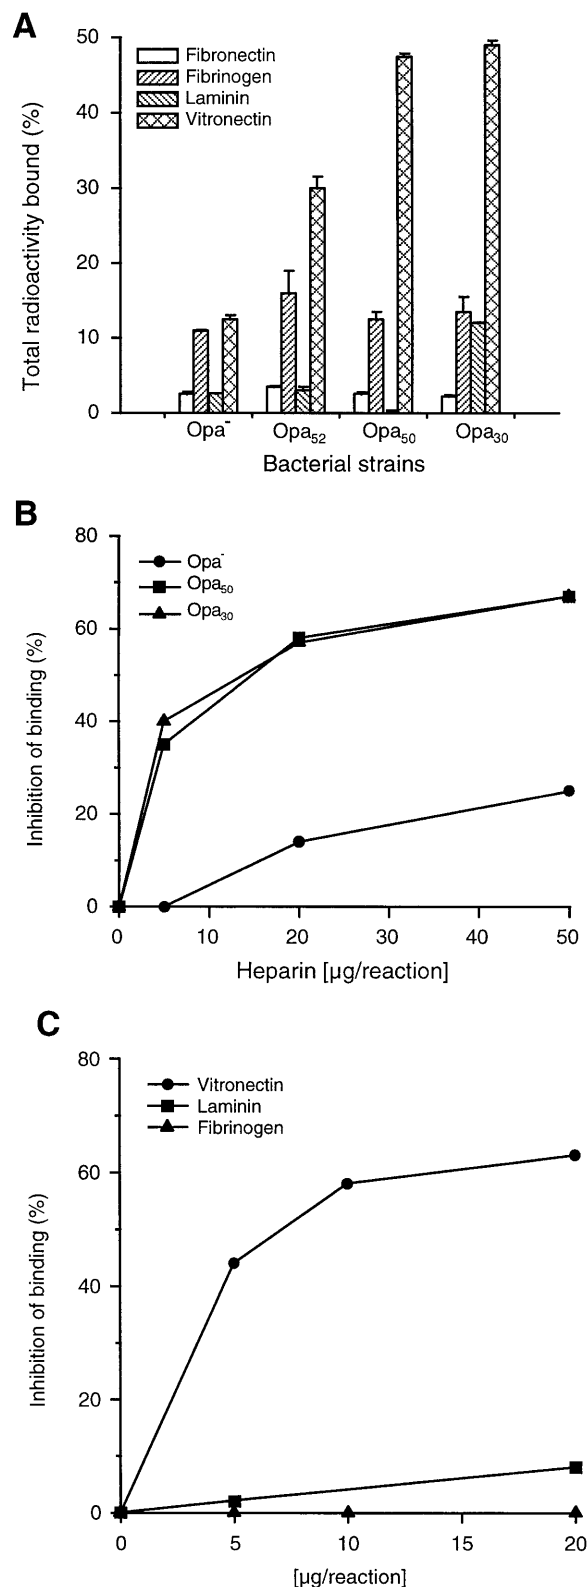 A
Total radioactivity bound (%)
50
40
30
20
10
0
Fibronectin
Fibrinogen
Laminin
Vitronectin
Opa⁻ Opa₅₂ Opa₅₀ Opa₃₀
Bacterial strains
B
Inhibition of binding (%)
80
60
40
20
0
Opa⁻
Opa₅₀
Opa₃₀
0 10 20 30 40 50
Heparin [µg/reaction]
C
Inhibition of binding (%)
80
60
40
20
0
Vitronectin
Laminin
Fibrinogen
0 5 10 15 20
[µg/reaction]